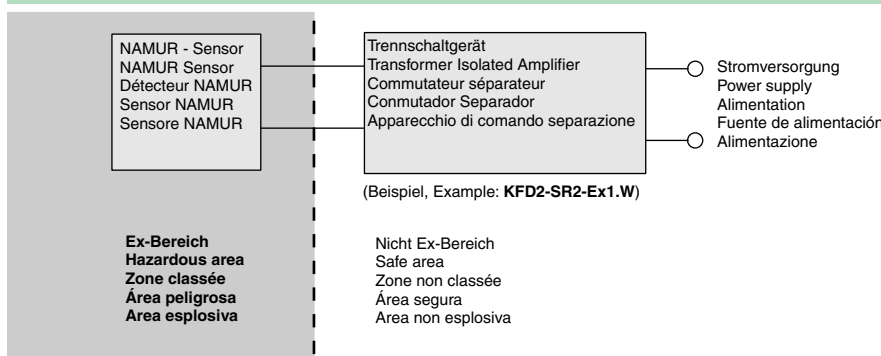 NAMUR - Sensor
NAMUR Sensor
Détecteur NAMUR
Sensor NAMUR
Sensore NAMUR
Trennschaltgerät
Transformer Isolated Amplifier
Commutateur séparateur
Conmutador Separador
Apparecchio di comando separazione
Stromversorgung
Power supply
Alimentation
Fuente de alimentación
Alimentazione
(Beispiel, Example: KFD2-SR2-Ex1.W)
Ex-Bereich
Hazardous area
Zone classée
Área peligrosa
Area esplosiva
Nicht Ex-Bereich
Safe area
Zone non classée
Área segura
Area non esplosiva